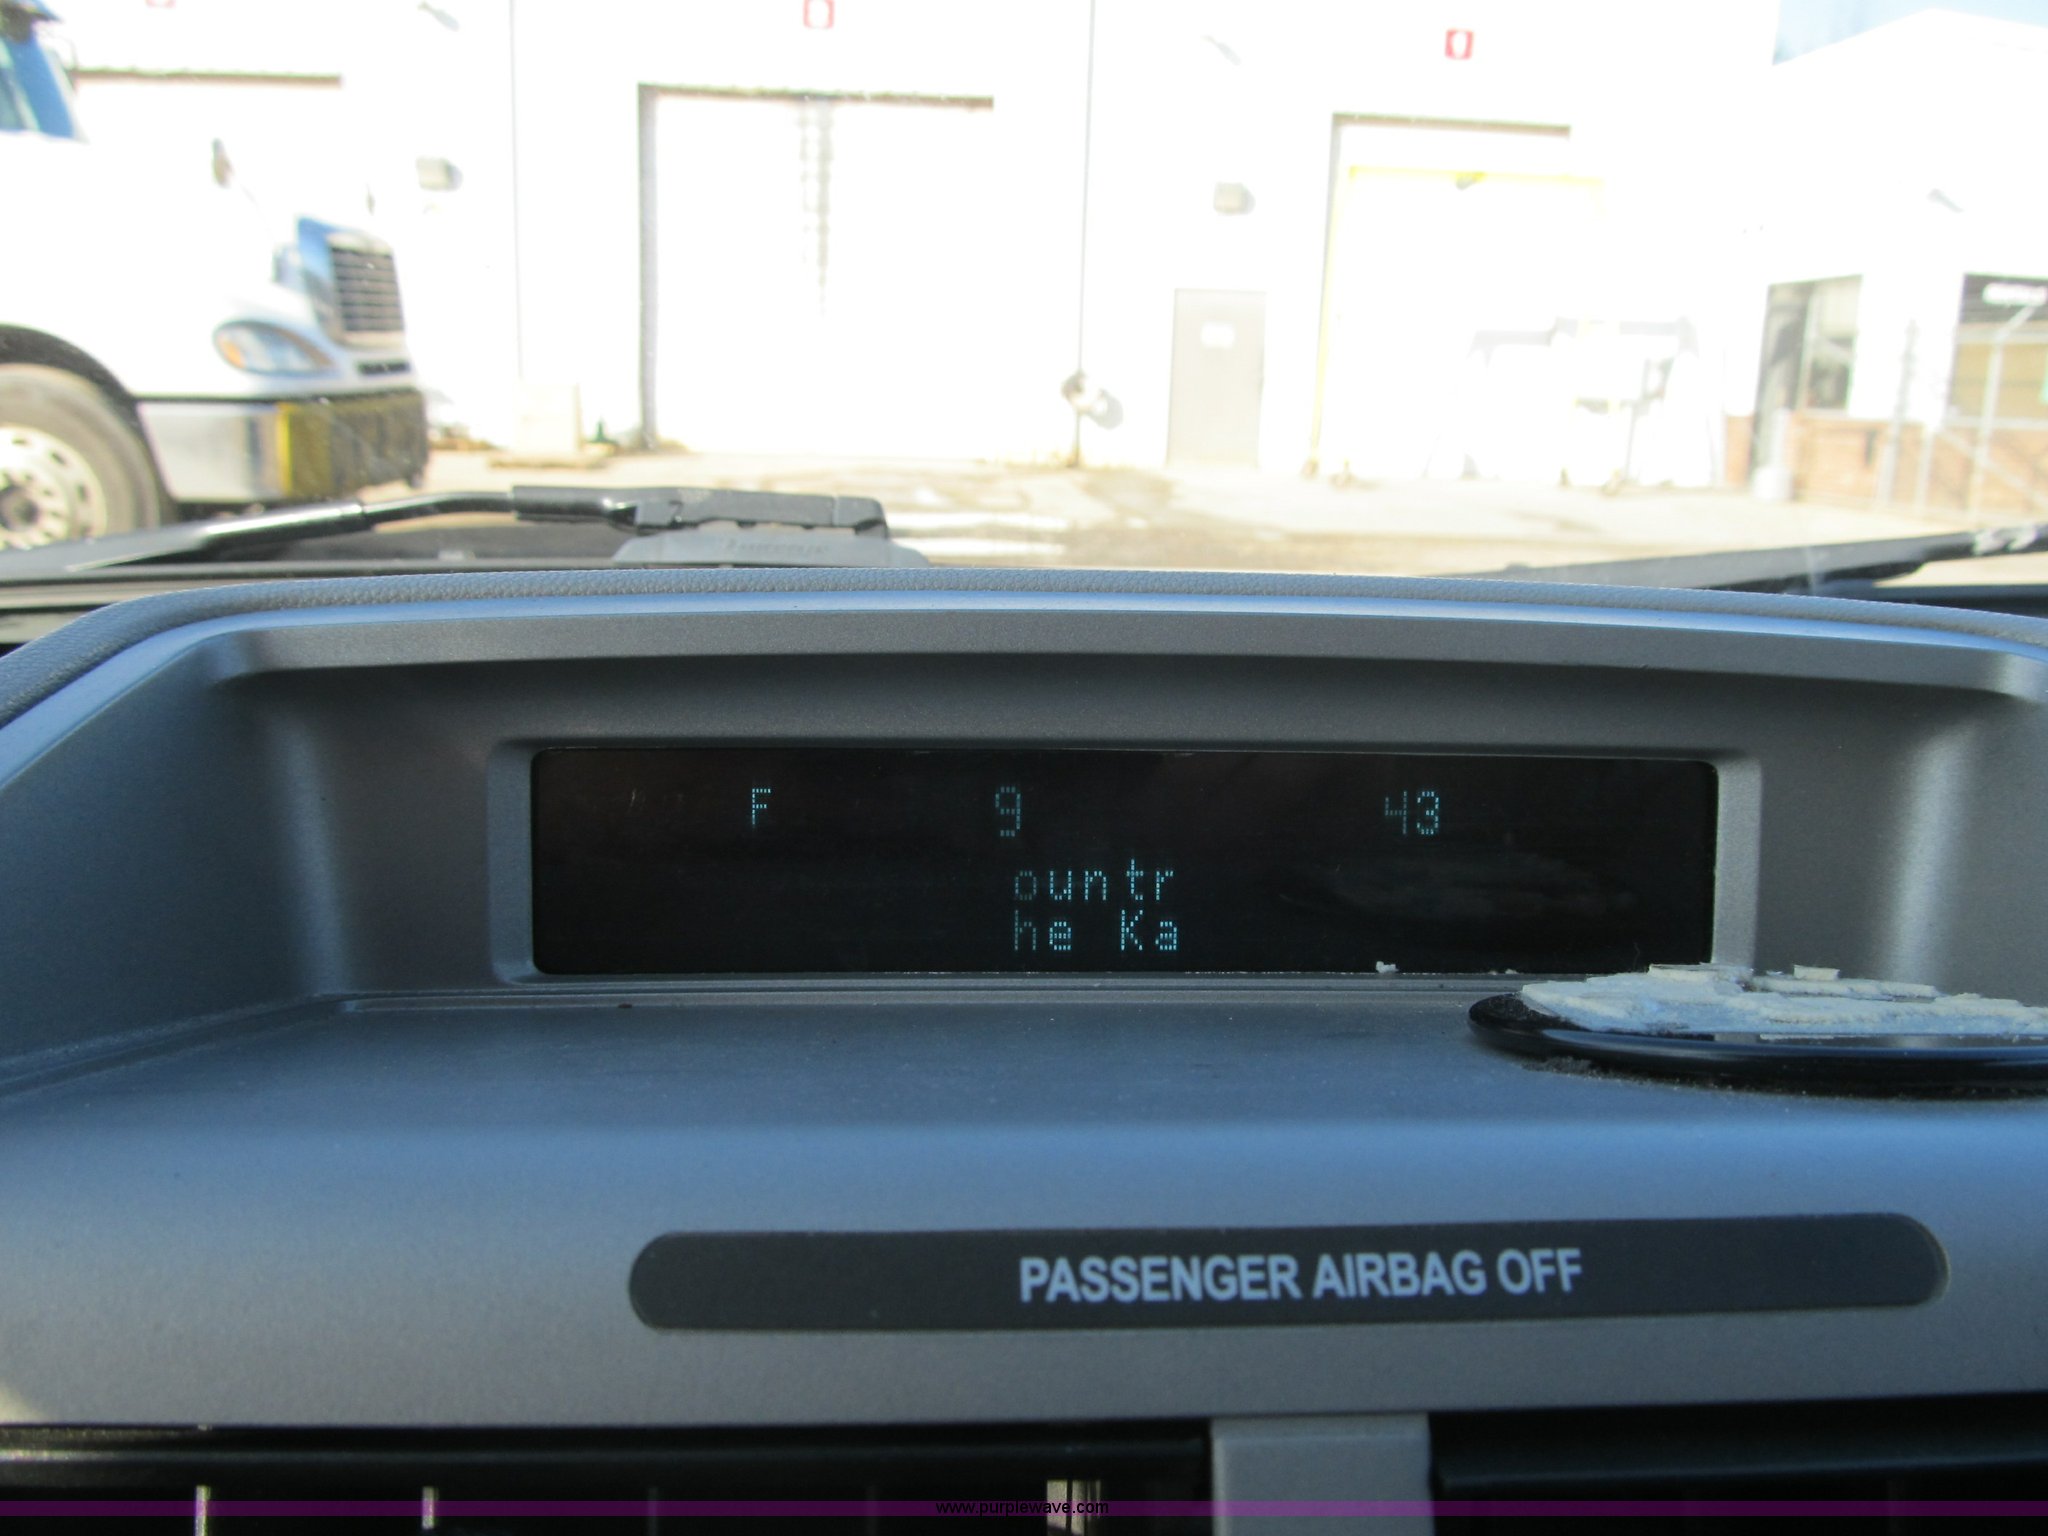 F 9 43
ountr
he Ka
PASSENGER AIRBAG OFF
www.purplewave.com